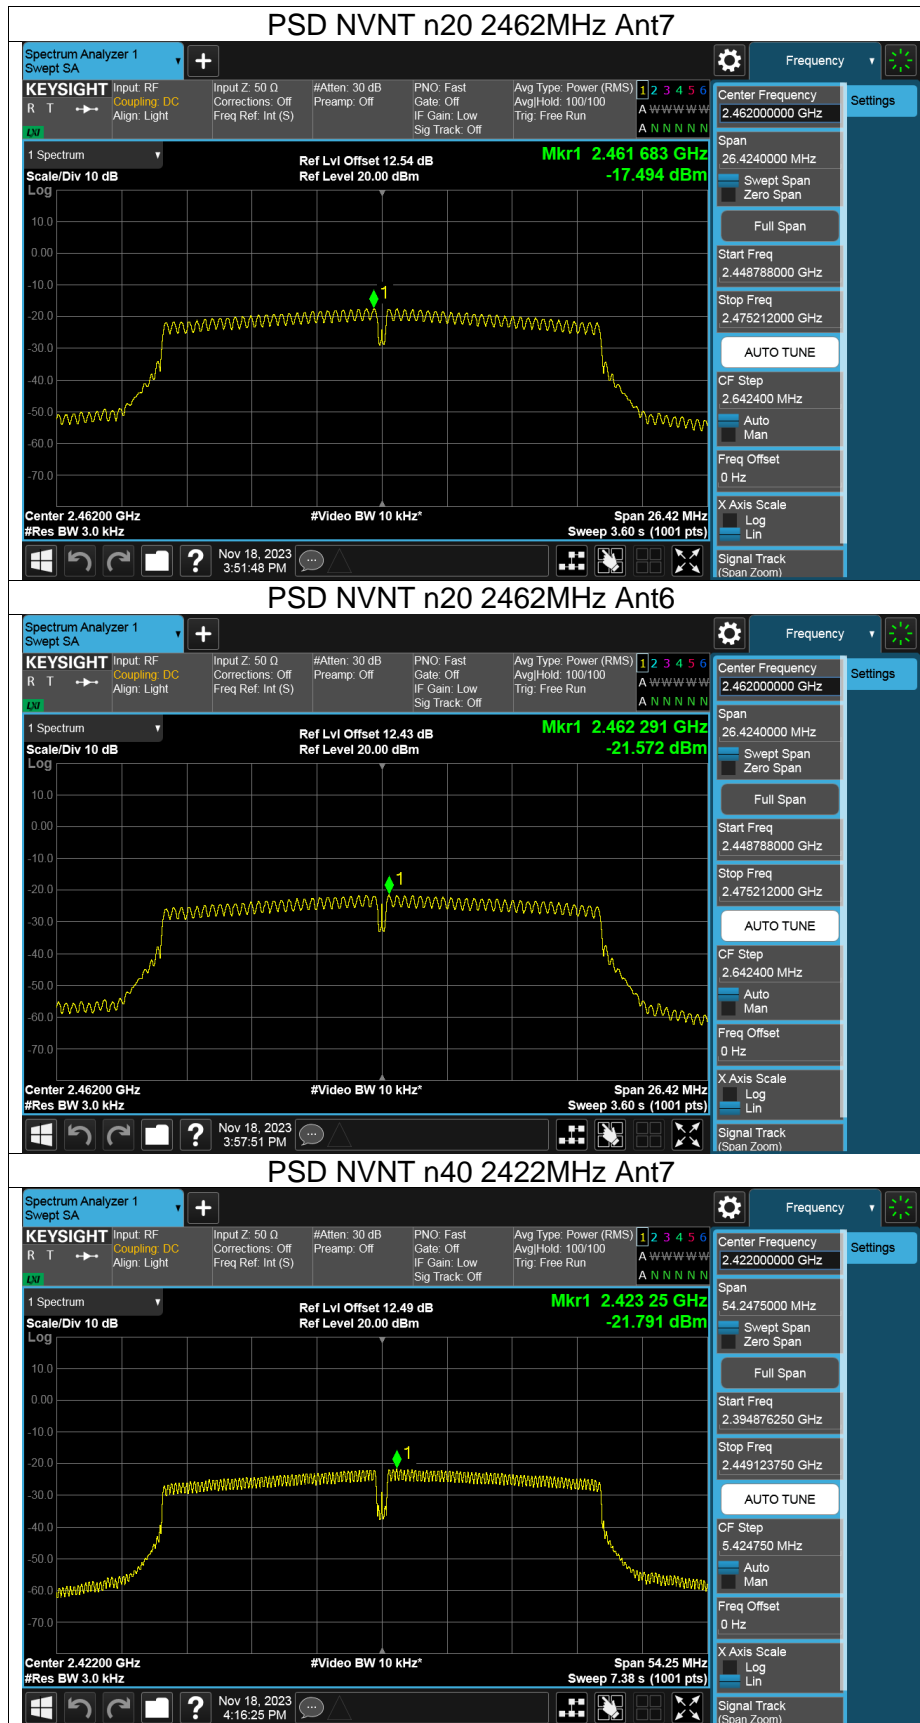 PSD NVNT n20 2462MHz Ant7
Spectrum Analyzer 1
Swept SA
Frequency
KEYSIGHT
R T
LXI
Input: RF
Coupling: DC
Align: Light
Input Z: 50 Ω
Corrections: Off
Freq Ref: Int (S)
#Atten: 30 dB
Preamp: Off
PNO: Fast
Gate: Off
IF Gain: Low
Sig Track: Off
Avg Type: Power (RMS)
Avg|Hold: 100/100
Trig: Free Run
1 2 3 4 5 6
A W W W W W
A N N N N N
1 Spectrum
Scale/Div 10 dB
Ref Lvl Offset 12.54 dB
Ref Level 20.00 dBm
Mkr1 2.461 683 GHz
-17.494 dBm
Log
10.0
0.00
-10.0
-20.0
-30.0
-40.0
-50.0
-60.0
-70.0
1
Center 2.46200 GHz
#Res BW 3.0 kHz
#Video BW 10 kHz*
Span 26.42 MHz
Sweep 3.60 s (1001 pts)
Nov 18, 2023
3:51:48 PM
Center Frequency
2.462000000 GHz
Settings
Span
26.4240000 MHz
Swept Span
Zero Span
Full Span
Start Freq
2.448788000 GHz
Stop Freq
2.475212000 GHz
AUTO TUNE
CF Step
2.642400 MHz
Auto
Man
Freq Offset
0 Hz
X Axis Scale
Log
Lin
Signal Track
(Span Zoom)
PSD NVNT n20 2462MHz Ant6
Spectrum Analyzer 1
Swept SA
Frequency
KEYSIGHT
R T
LXI
Input: RF
Coupling: DC
Align: Light
Input Z: 50 Ω
Corrections: Off
Freq Ref: Int (S)
#Atten: 30 dB
Preamp: Off
PNO: Fast
Gate: Off
IF Gain: Low
Sig Track: Off
Avg Type: Power (RMS)
Avg|Hold: 100/100
Trig: Free Run
1 2 3 4 5 6
A W W W W W
A N N N N N
1 Spectrum
Scale/Div 10 dB
Ref Lvl Offset 12.43 dB
Ref Level 20.00 dBm
Mkr1 2.462 291 GHz
-21.572 dBm
Log
10.0
0.00
-10.0
-20.0
-30.0
-40.0
-50.0
-60.0
-70.0
1
Center 2.46200 GHz
#Res BW 3.0 kHz
#Video BW 10 kHz*
Span 26.42 MHz
Sweep 3.60 s (1001 pts)
Nov 18, 2023
3:57:51 PM
Center Frequency
2.462000000 GHz
Settings
Span
26.4240000 MHz
Swept Span
Zero Span
Full Span
Start Freq
2.448788000 GHz
Stop Freq
2.475212000 GHz
AUTO TUNE
CF Step
2.642400 MHz
Auto
Man
Freq Offset
0 Hz
X Axis Scale
Log
Lin
Signal Track
(Span Zoom)
PSD NVNT n40 2422MHz Ant7
Spectrum Analyzer 1
Swept SA
Frequency
KEYSIGHT
R T
LXI
Input: RF
Coupling: DC
Align: Light
Input Z: 50 Ω
Corrections: Off
Freq Ref: Int (S)
#Atten: 30 dB
Preamp: Off
PNO: Fast
Gate: Off
IF Gain: Low
Sig Track: Off
Avg Type: Power (RMS)
Avg|Hold: 100/100
Trig: Free Run
1 2 3 4 5 6
A W W W W W
A N N N N N
1 Spectrum
Scale/Div 10 dB
Ref Lvl Offset 12.49 dB
Ref Level 20.00 dBm
Mkr1 2.423 25 GHz
-21.791 dBm
Log
10.0
0.00
-10.0
-20.0
-30.0
-40.0
-50.0
-60.0
-70.0
1
Center 2.42200 GHz
#Res BW 3.0 kHz
#Video BW 10 kHz*
Span 54.25 MHz
Sweep 7.38 s (1001 pts)
Nov 18, 2023
4:16:25 PM
Center Frequency
2.422000000 GHz
Settings
Span
54.2475000 MHz
Swept Span
Zero Span
Full Span
Start Freq
2.394876250 GHz
Stop Freq
2.449123750 GHz
AUTO TUNE
CF Step
5.424750 MHz
Auto
Man
Freq Offset
0 Hz
X Axis Scale
Log
Lin
Signal Track
(Span Zoom)